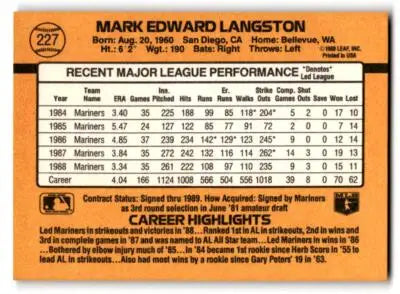 227
MARK EDWARD LANGSTON
Born: Aug. 20, 1960 San Diego, CA Home: Bellevue, WA
Ht: 6' 2" Wgt: 190 Bats: Right Throws: Left
©1989 LEAF, INC.
Printed in USA
RECENT MAJOR LEAGUE PERFORMANCE *Denotes
Led League
Team Inn. Er. Strike Comp. Shut
Year Name ERA Games Pitched Hits Runs Runs Walks Outs Games Outs Save Won Lost
1984 Mariners 3.40 35 225 188 99 85 118* 204* 5 2 0 17 10
1985 Mariners 5.47 24 127 122 85 77 91 72 2 0 0 7 14
1986 Mariners 4.85 37 239 234 142* 129* 123 245* 9 0 0 12 14
1987 Mariners 3.84 35 272 242 132 116 114 262* 14 3 0 19 13
1988 Mariners 3.34 35 261 222 108 97 110 235 9 3 0 15 11
Career 4.04 166 1124 1008 566 504 556 1018 39 8 0 70 62
Contract Status: Signed thru 1989. How Acquired: Signed by Mariners
as 3rd round selection in June '81 amateur draft
CAREER HIGHLIGHTS
Led Mariners in strikeouts and victories in '88...Ranked 1st in AL in strikeouts, 2nd in wins and
3rd in complete games in '87 and was named to AL All Star team...Led Mariners in wins in '86
...Bothered by elbow injury much of '85...In '84 became 1st rookie since Herb Score in '55 to
lead AL in strikeouts...Also had most wins by a rookie since Gary Peters' 19 in '63.